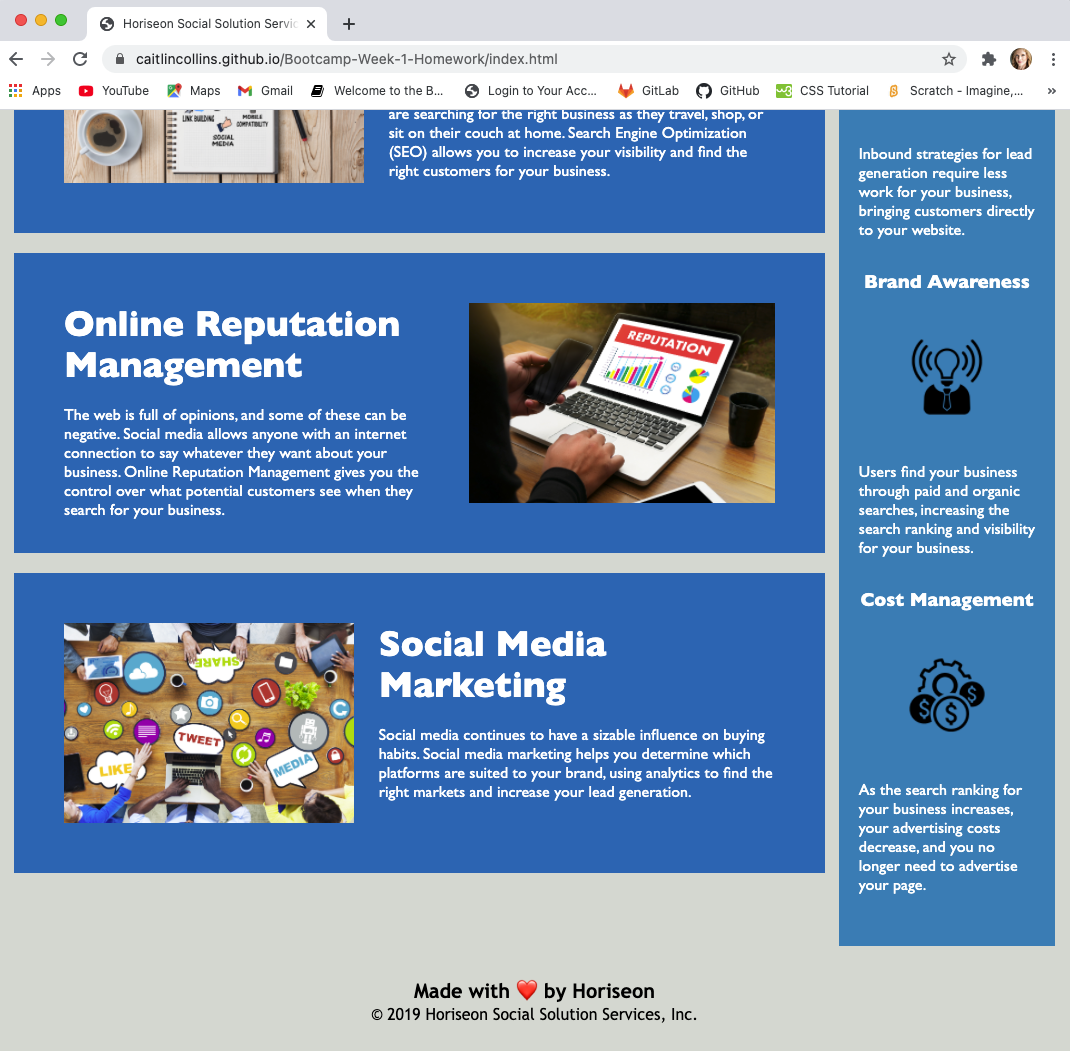 Horiseon Social Solution Servic
caitlincollins.github.io/Bootcamp-Week-1-Homework/index.html
Apps YouTube Maps Gmail Welcome to the B... Login to Your Acc... GitLab GitHub CSS Tutorial Scratch - Imagine,... »
LINK BUILDING
MOBILE COMPATIBILITY
SOCIAL MEDIA
are searching for the right business as they travel, shop, or
sit on their couch at home. Search Engine Optimization
(SEO) allows you to increase your visibility and find the
right customers for your business.
Online Reputation
Management
The web is full of opinions, and some of these can be
negative. Social media allows anyone with an internet
connection to say whatever they want about your
business. Online Reputation Management gives you the
control over what potential customers see when they
search for your business.
REPUTATION
SHARE
TWEET
LIKE
MEDIA
Social Media
Marketing
Social media continues to have a sizable influence on buying
habits. Social media marketing helps you determine which
platforms are suited to your brand, using analytics to find the
right markets and increase your lead generation.
Inbound strategies for lead
generation require less
work for your business,
bringing customers directly
to your website.
Brand Awareness
Users find your business
through paid and organic
searches, increasing the
search ranking and visibility
for your business.
Cost Management
As the search ranking for
your business increases,
your advertising costs
decrease, and you no
longer need to advertise
your page.
Made with ❤️ by Horiseon
© 2019 Horiseon Social Solution Services, Inc.